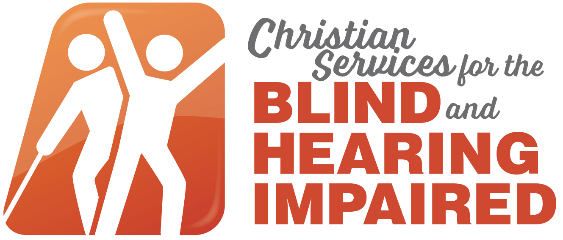 Christian
Services for the
BLIND and
HEARING
IMPAIRED